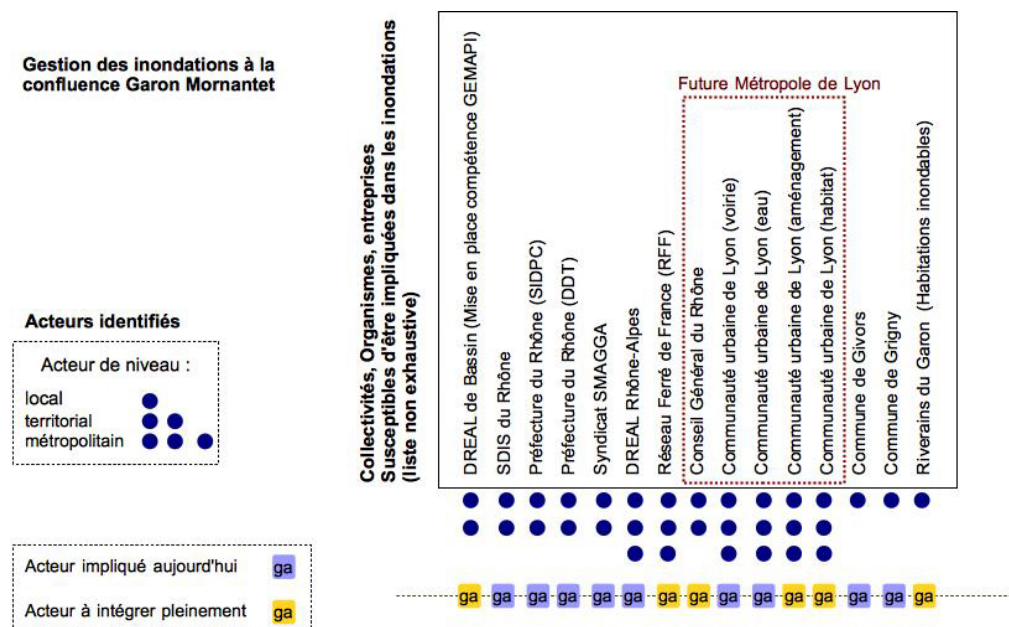 Gestion des inondations à la
confluence Garon Mornantet
Collectivités, Organismes, entreprises
Susceptibles d'être impliquées dans les inondations
(liste non exhaustive)
Future Métropole de Lyon
DREAL de Bassin (Mise en place compétence GEMAPI)
SDIS du Rhône
Préfecture du Rhône (SIDPC)
Préfecture du Rhône (DDT)
Syndicat SMAGGA
DREAL Rhône-Alpes
Réseau Ferré de France (RFF)
Conseil Général du Rhône
Communauté urbaine de Lyon (voirie)
Communauté urbaine de Lyon (eau)
Communauté urbaine de Lyon (aménagement)
Communauté urbaine de Lyon (habitat)
Commune de Givors
Commune de Grigny
Riverains du Garon (Habitations inondables)
Acteurs identifiés
Acteur de niveau :
local
territorial
métropolitain
Acteur impliqué aujourd'hui ga
Acteur à intégrer pleinement ga
ga ga ga ga ga ga ga ga ga ga ga ga ga ga ga